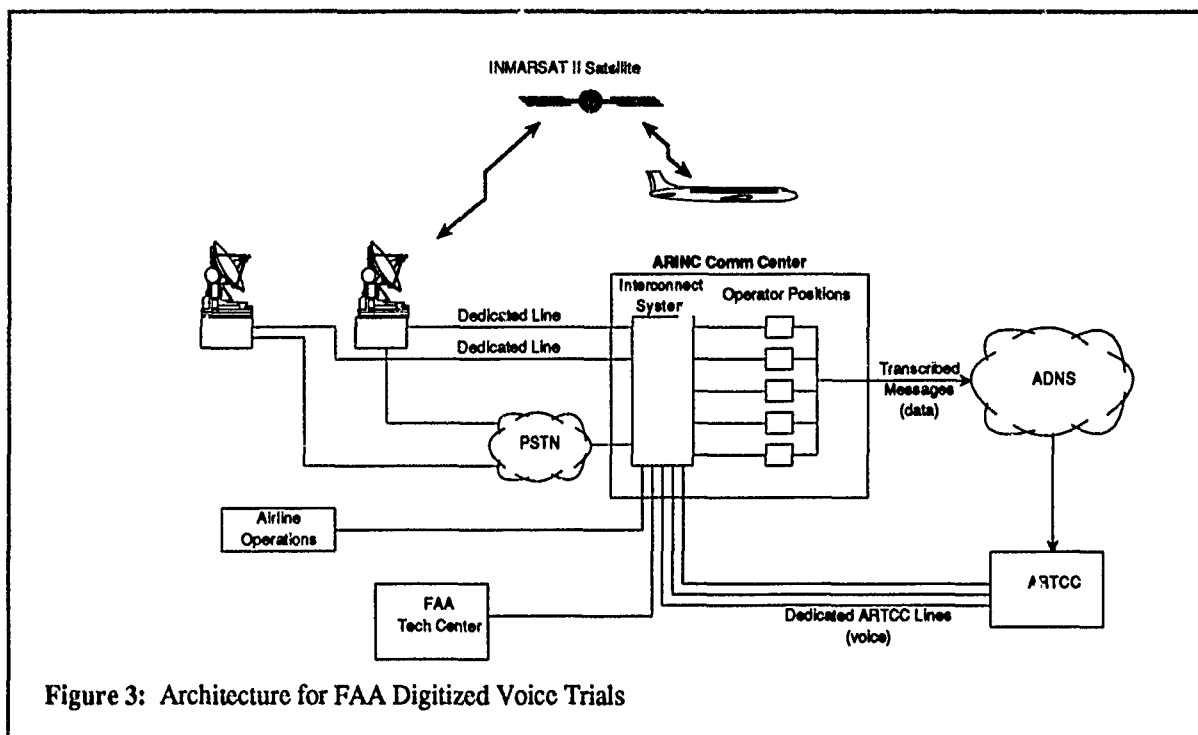 INMARSAT II Satellite
ARINC Comm Center
Interconnect
System
Operator Positions
Dedicated Line
Dedicated Line
Transcribed
Messages
(data)
ADNS
PSTN
Airline
Operations
FAA
Tech Center
ARTCC
Dedicated ARTCC Lines
(voice)
Figure 3: Architecture for FAA Digitized Voice Trials